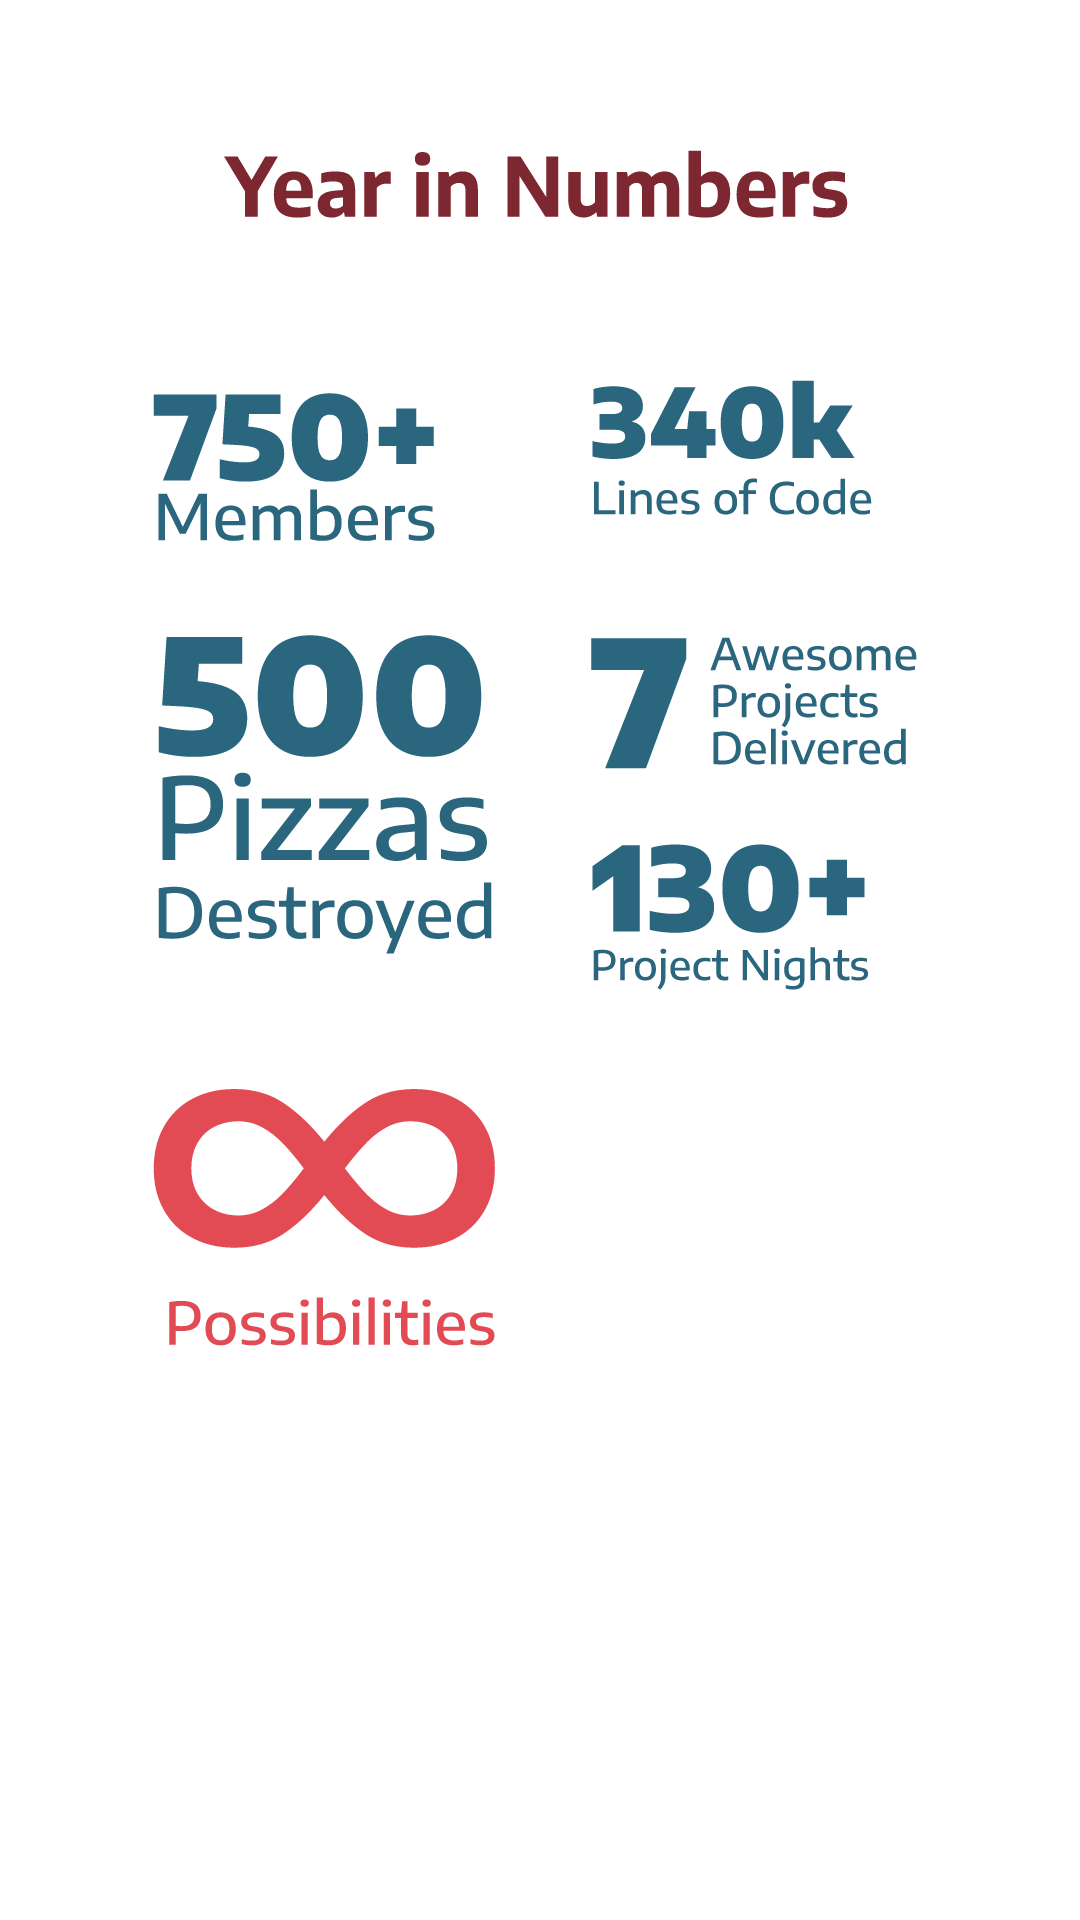 Year in Numbers
750+
Members
340k
Lines of Code
500
Pizzas
Destroyed
7
Awesome
Projects
Delivered
130+
Project Nights
∞
Possibilities